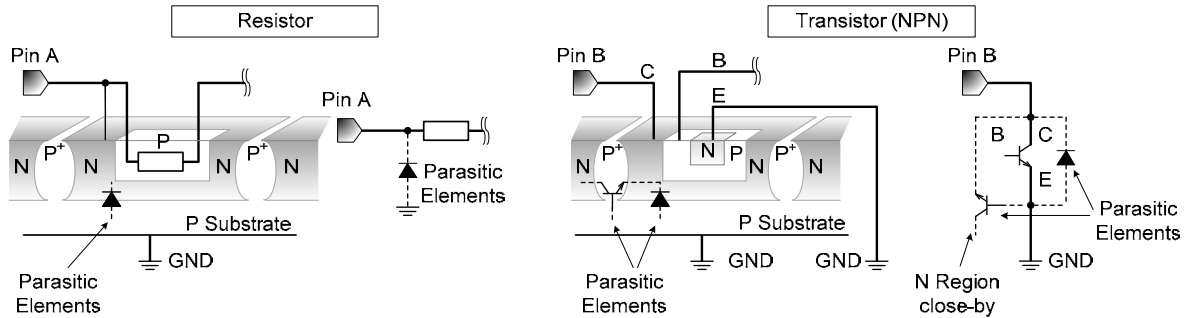 Resistor
Transistor (NPN)
Pin A
Pin B
C
B
E
Pin B
Pin A
N
P+
N
P
P+
N
Parasitic
Elements
N
P+
N
N
P
P+
N
B
C
E
P Substrate
P Substrate
Parasitic
Elements
GND
Parasitic
Elements
Parasitic
Elements
GND
GND
GND
N Region
close-by